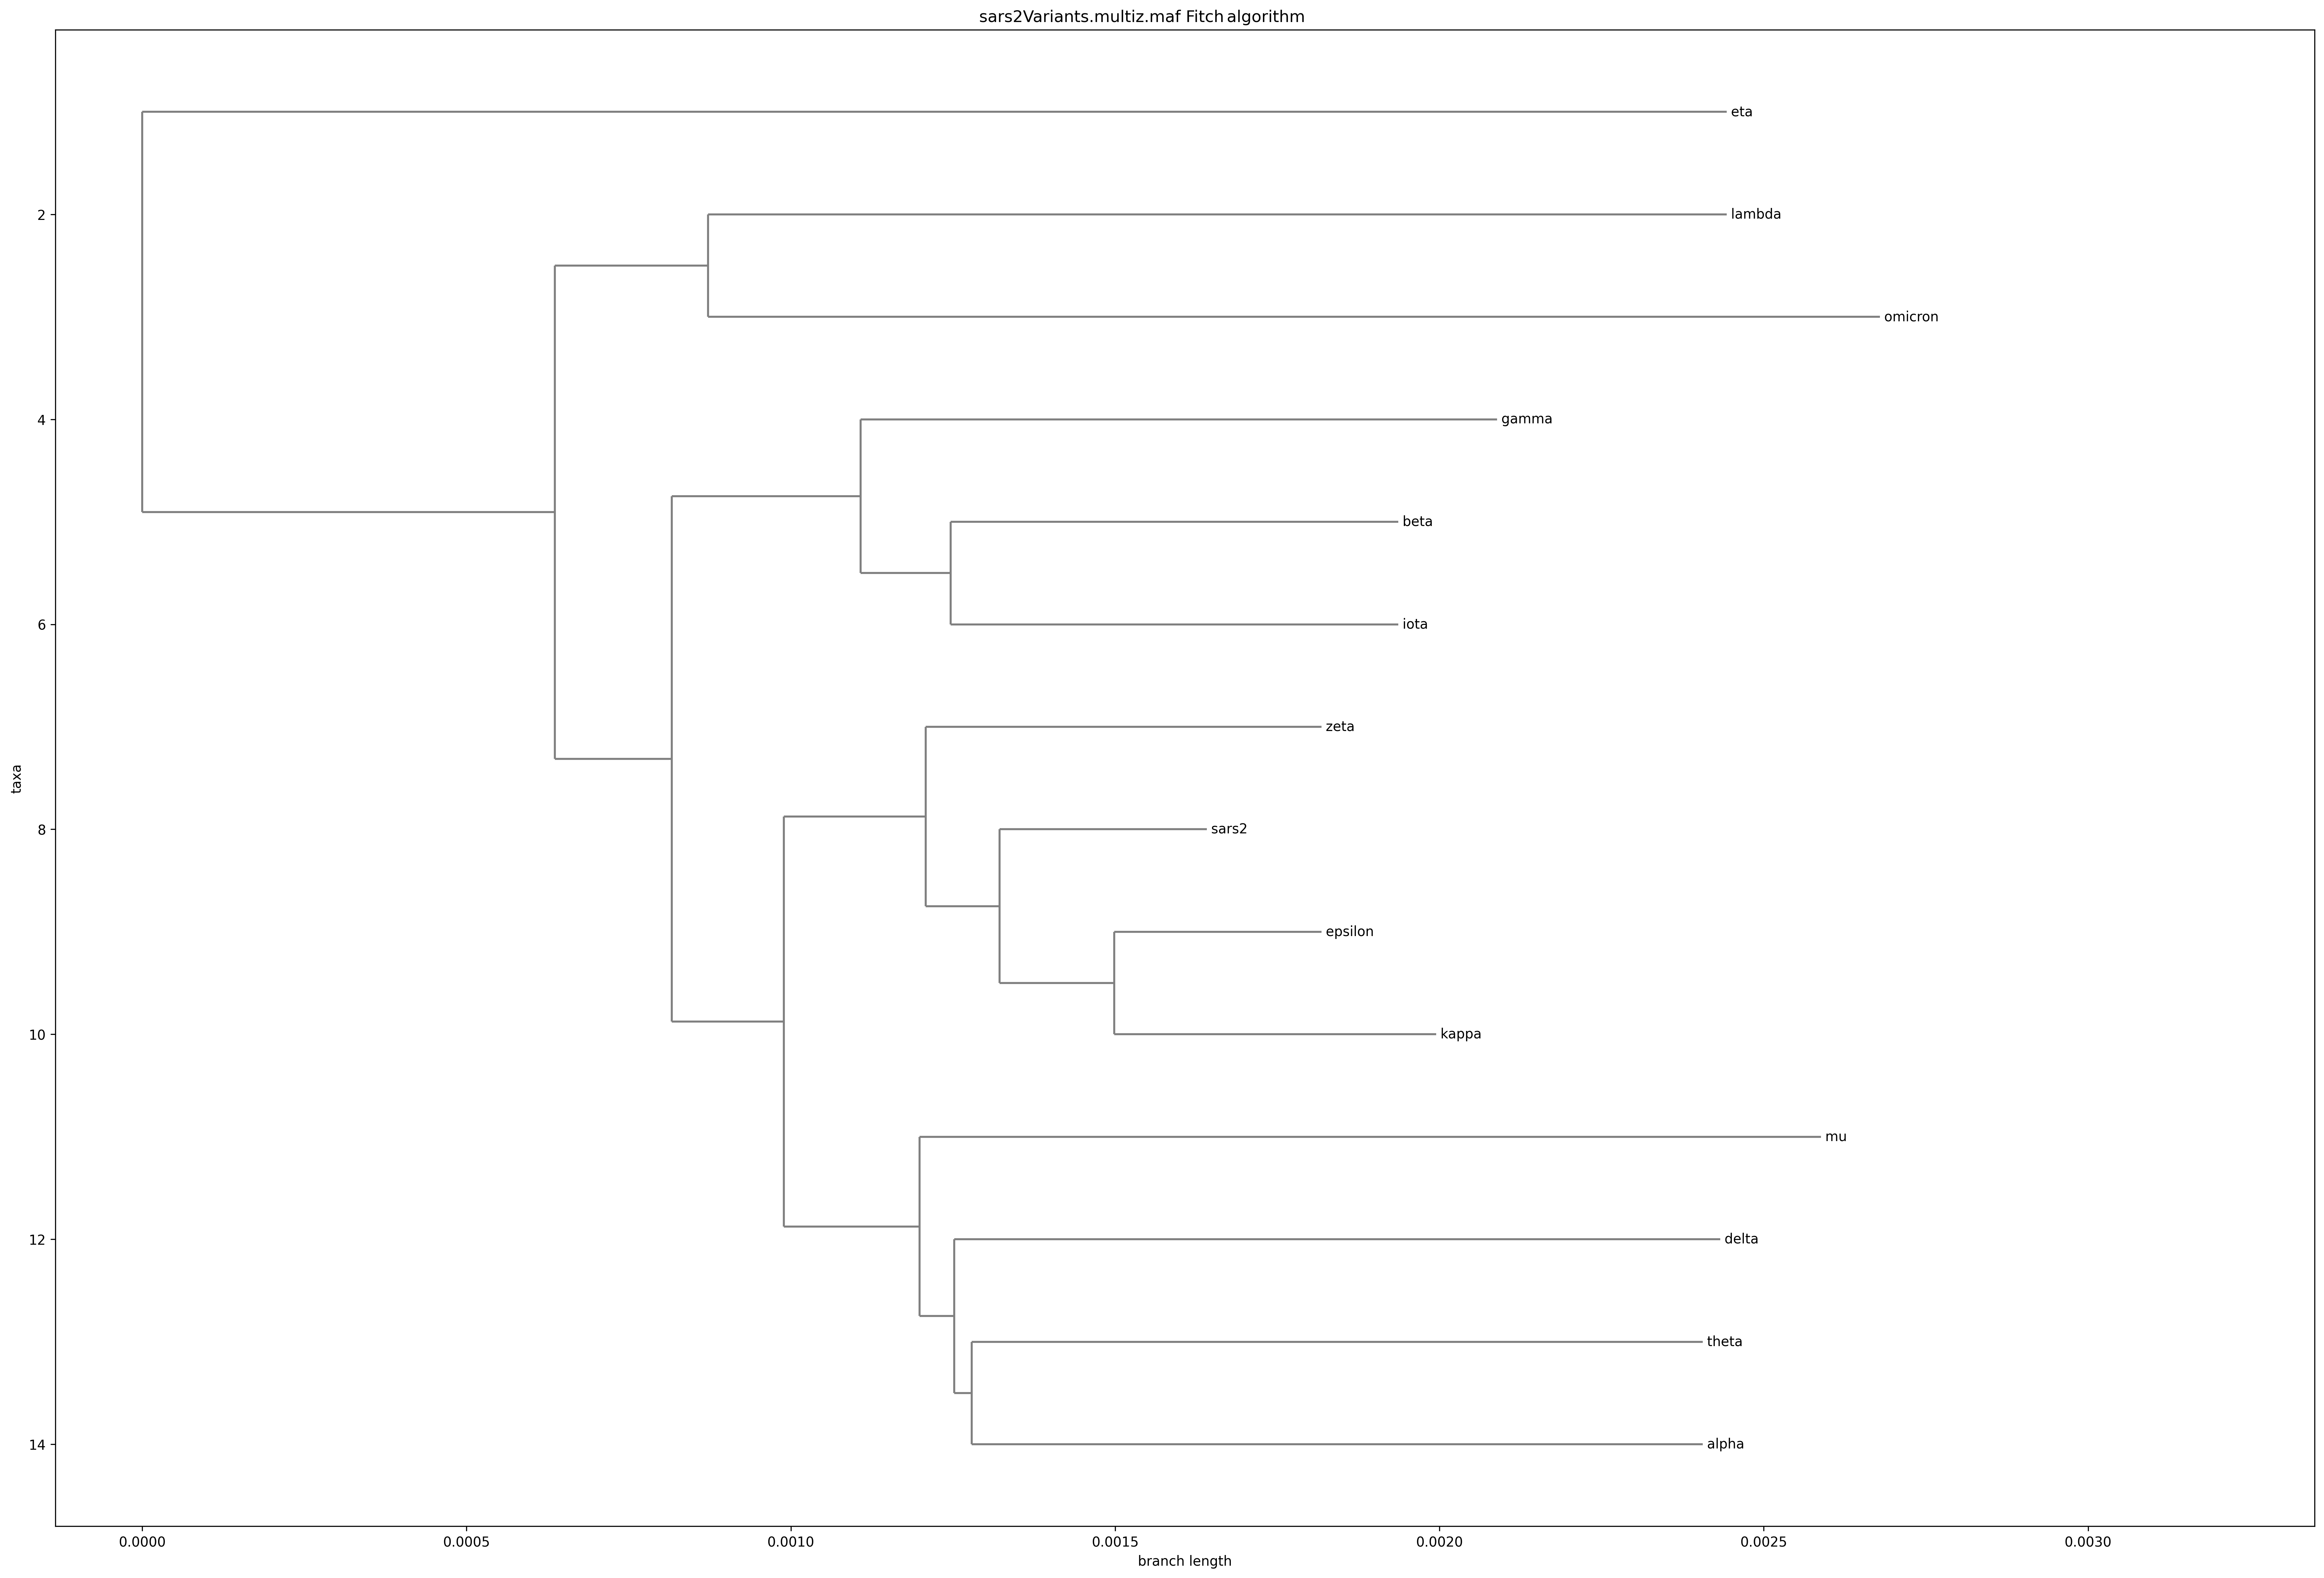 sars2Variants.multiz.maf Fitch algorithm
eta
2
lambda
omicron
4
gamma
beta
6
iota
zeta
taxa
8
sars2
epsilon
10
kappa
mu
12
delta
theta
14
alpha
0.0000 0.0005 0.0010 0.0015 0.0020 0.0025 0.0030
branch length